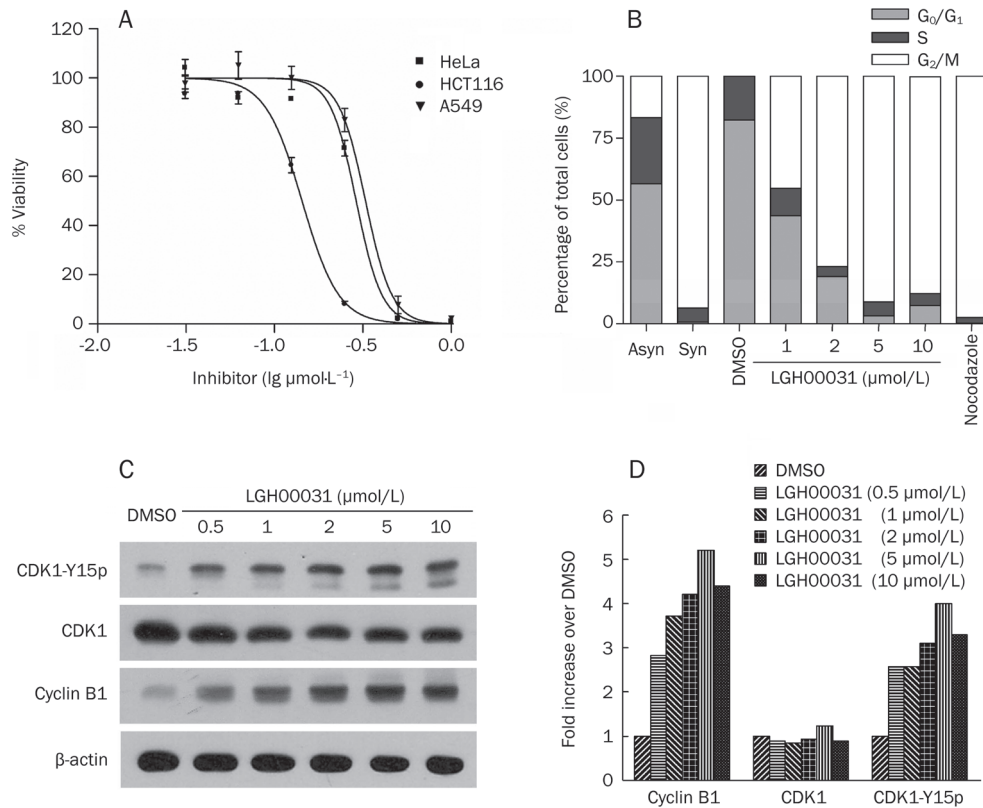 A
120
100
80
60
40
20
0
% Viability
HeLa
HCT116
A549
-2.0 -1.5 -1.0 -0.5 0.0
Inhibitor (lg µmol·L⁻¹)
B
G₀/G₁
S
G₂/M
100
75
50
25
0
Percentage of total cells (%)
Asyn Syn DMSO 1 2 5 10 Nocodazole
LGH00031 (µmol/L)
C
LGH00031 (µmol/L)
DMSO 0.5 1 2 5 10
CDK1-Y15p
CDK1
Cyclin B1
β-actin
D
DMSO
LGH00031 (0.5 µmol/L)
LGH00031 (1 µmol/L)
LGH00031 (2 µmol/L)
LGH00031 (5 µmol/L)
LGH00031 (10 µmol/L)
6
5
4
3
2
1
0
Fold increase over DMSO
Cyclin B1 CDK1 CDK1-Y15p